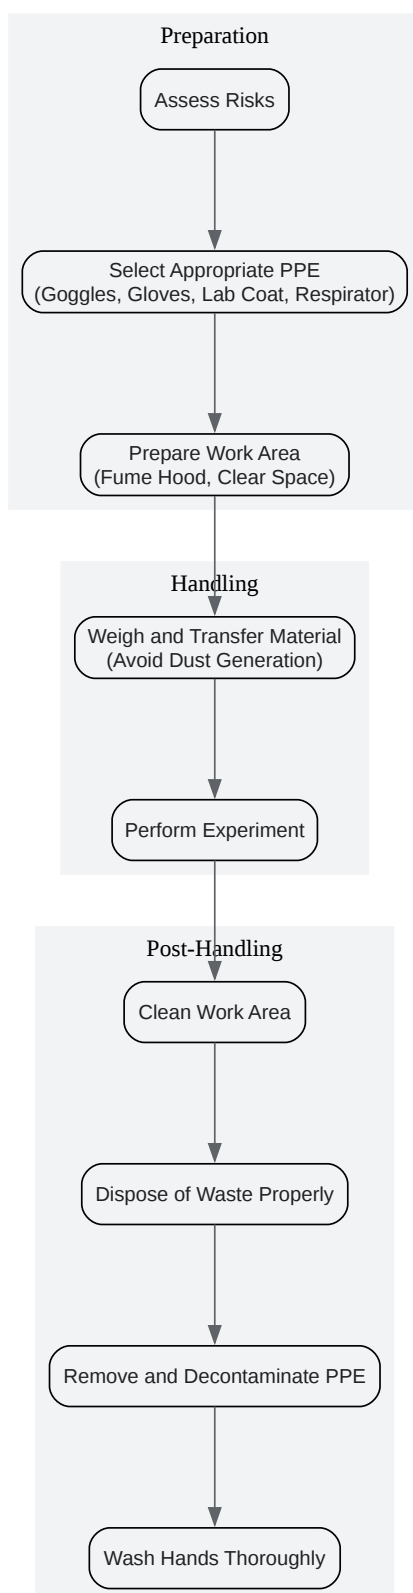 Preparation
Assess Risks
Select Appropriate PPE
(Goggles, Gloves, Lab Coat, Respirator)
Prepare Work Area
(Fume Hood, Clear Space)
Handling
Weigh and Transfer Material
(Avoid Dust Generation)
Perform Experiment
Post-Handling
Clean Work Area
Dispose of Waste Properly
Remove and Decontaminate PPE
Wash Hands Thoroughly